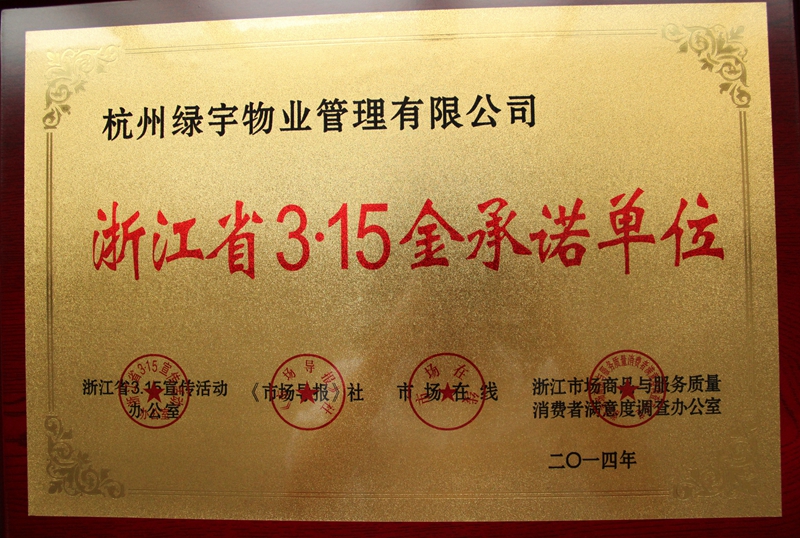 杭州绿宇物业管理有限公司
浙江省3·15金承诺单位
浙江省3.15宣传活动
办公室
《市场导报》社
市场在线
浙江市场商品与服务质量
消费者满意度调查办公室
二〇一四年